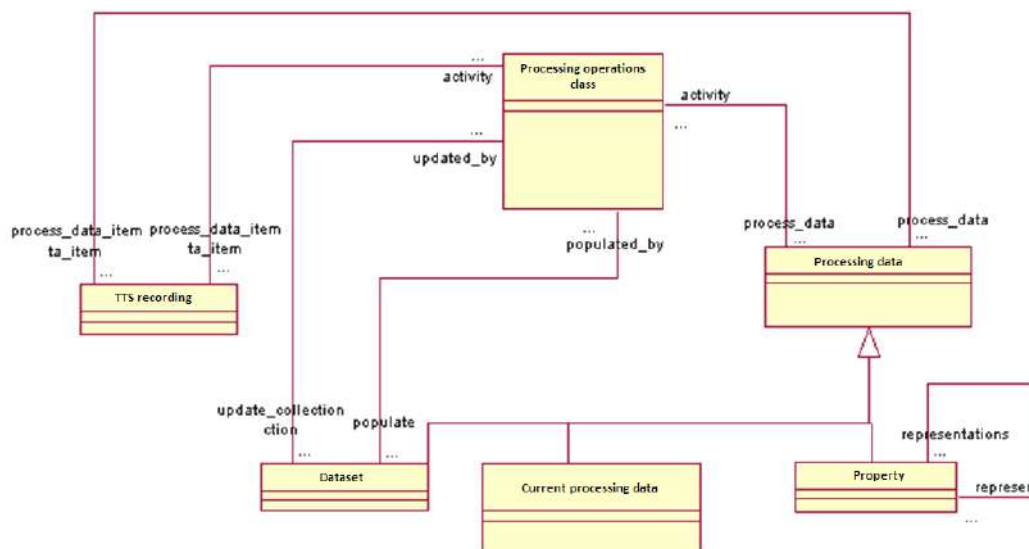 ...
activity
Processing operations
class
activity
...
...
updated_by
process_data_item
ta_item
...
process_data_item
ta_item
...
...
populated_by
process_data
...
process_data
...
TTS recording
Processing data
update_collection
ction
...
populate
...
representations
...
Dataset
Current processing data
Property
represen
...